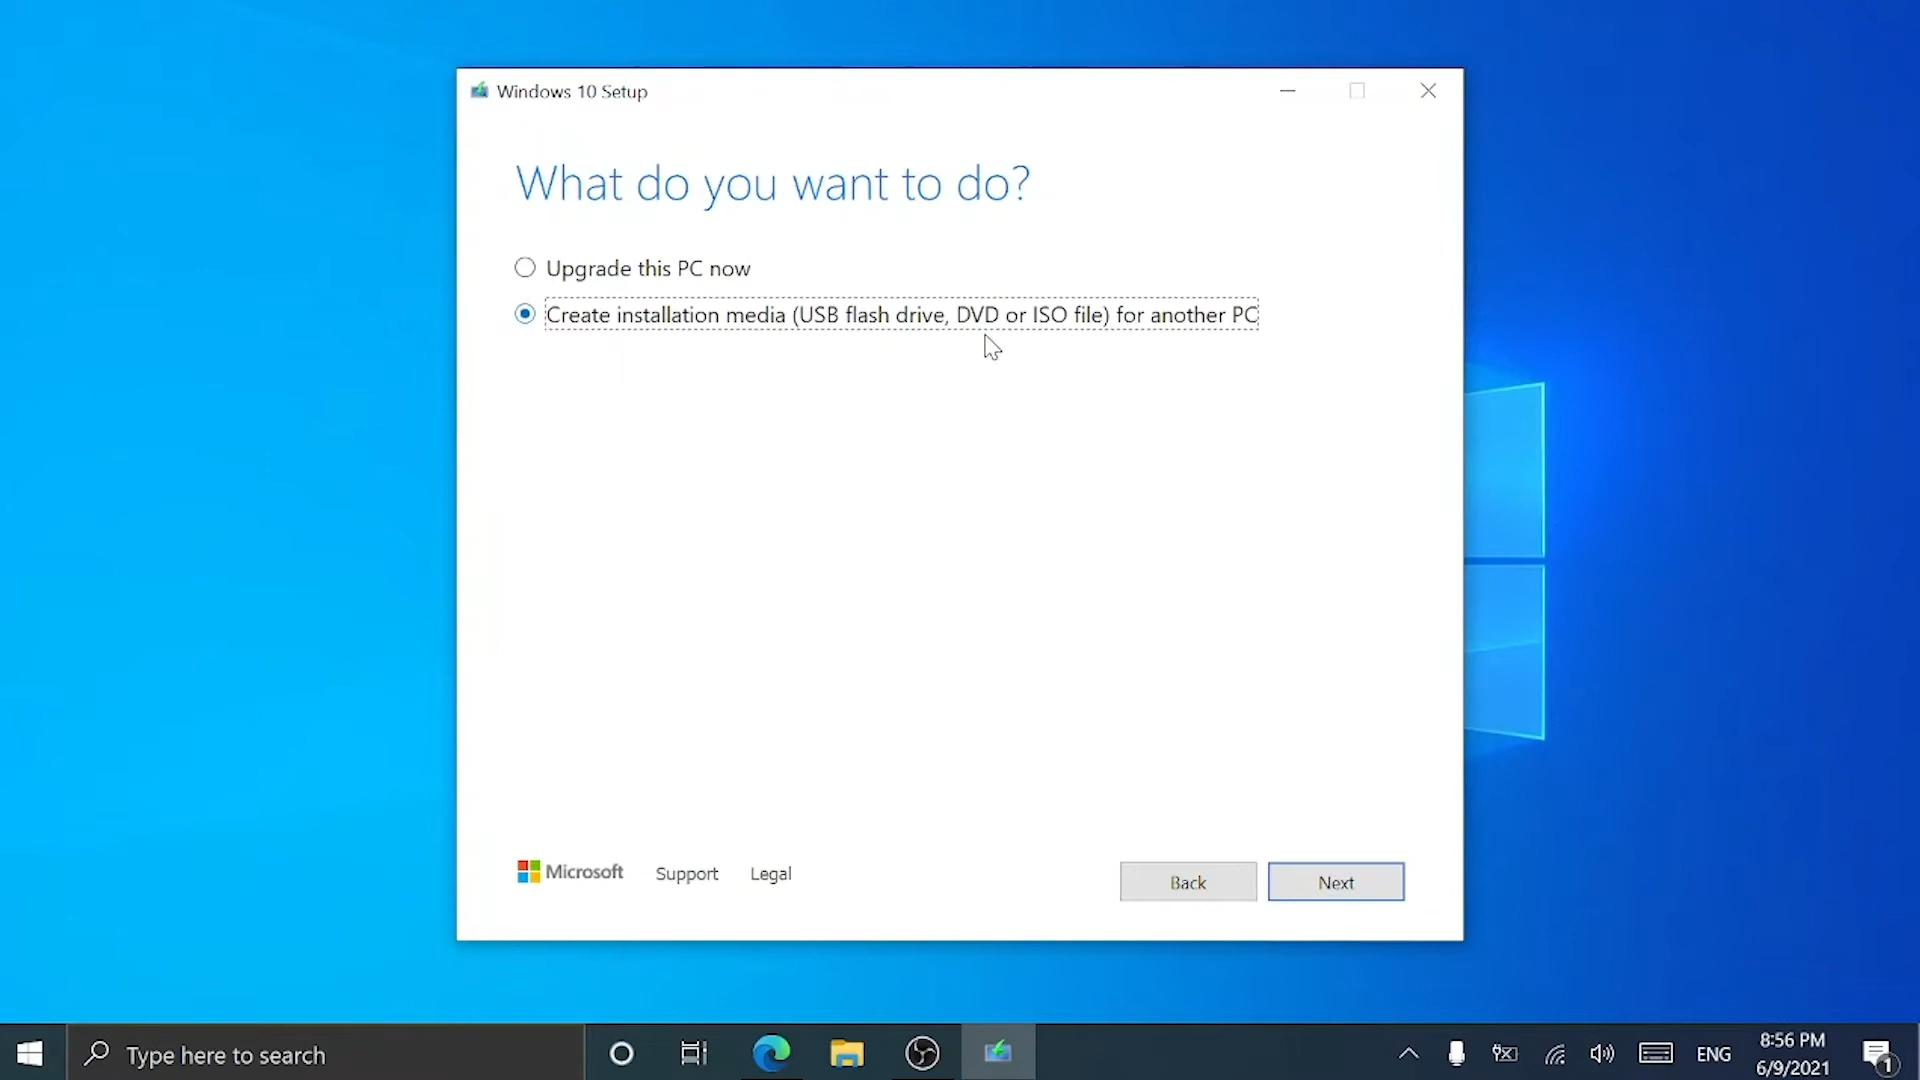 Windows 10 Setup
What do you want to do?
Upgrade this PC now
Create installation media (USB flash drive, DVD or ISO file) for another PC
Microsoft Support Legal
Back Next
Type here to search
ENG
8:56 PM
6/9/2021
1